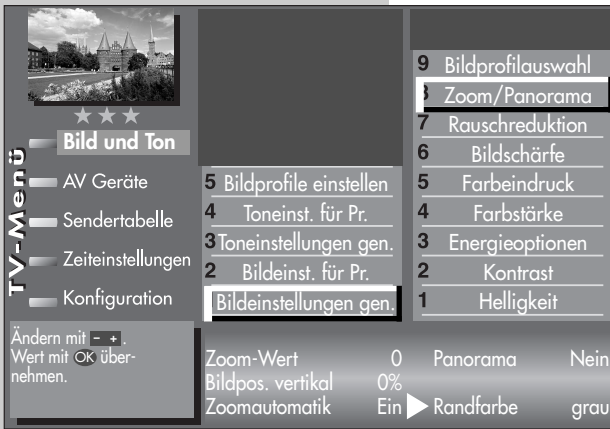 TV-Menü
Bild und Ton
AV Geräte
Sendertabelle
Zeiteinstellungen
Konfiguration
Ändern mit - + .
Wert mit OK über-
nehmen.
5 Bildprofile einstellen
4 Toneinst. für Pr.
3 Toneinstellungen gen.
2 Bildeinst. für Pr.
Bildeinstellungen gen.
9 Bildprofilauswahl
8 Zoom/Panorama
7 Rauschreduktion
6 Bildschärfe
5 Farbeindruck
4 Farbstärke
3 Energieoptionen
2 Kontrast
1 Helligkeit
Zoom-Wert 0 Panorama Nein
Bildpos. vertikal 0%
Zoomautomatik Ein Randfarbe grau